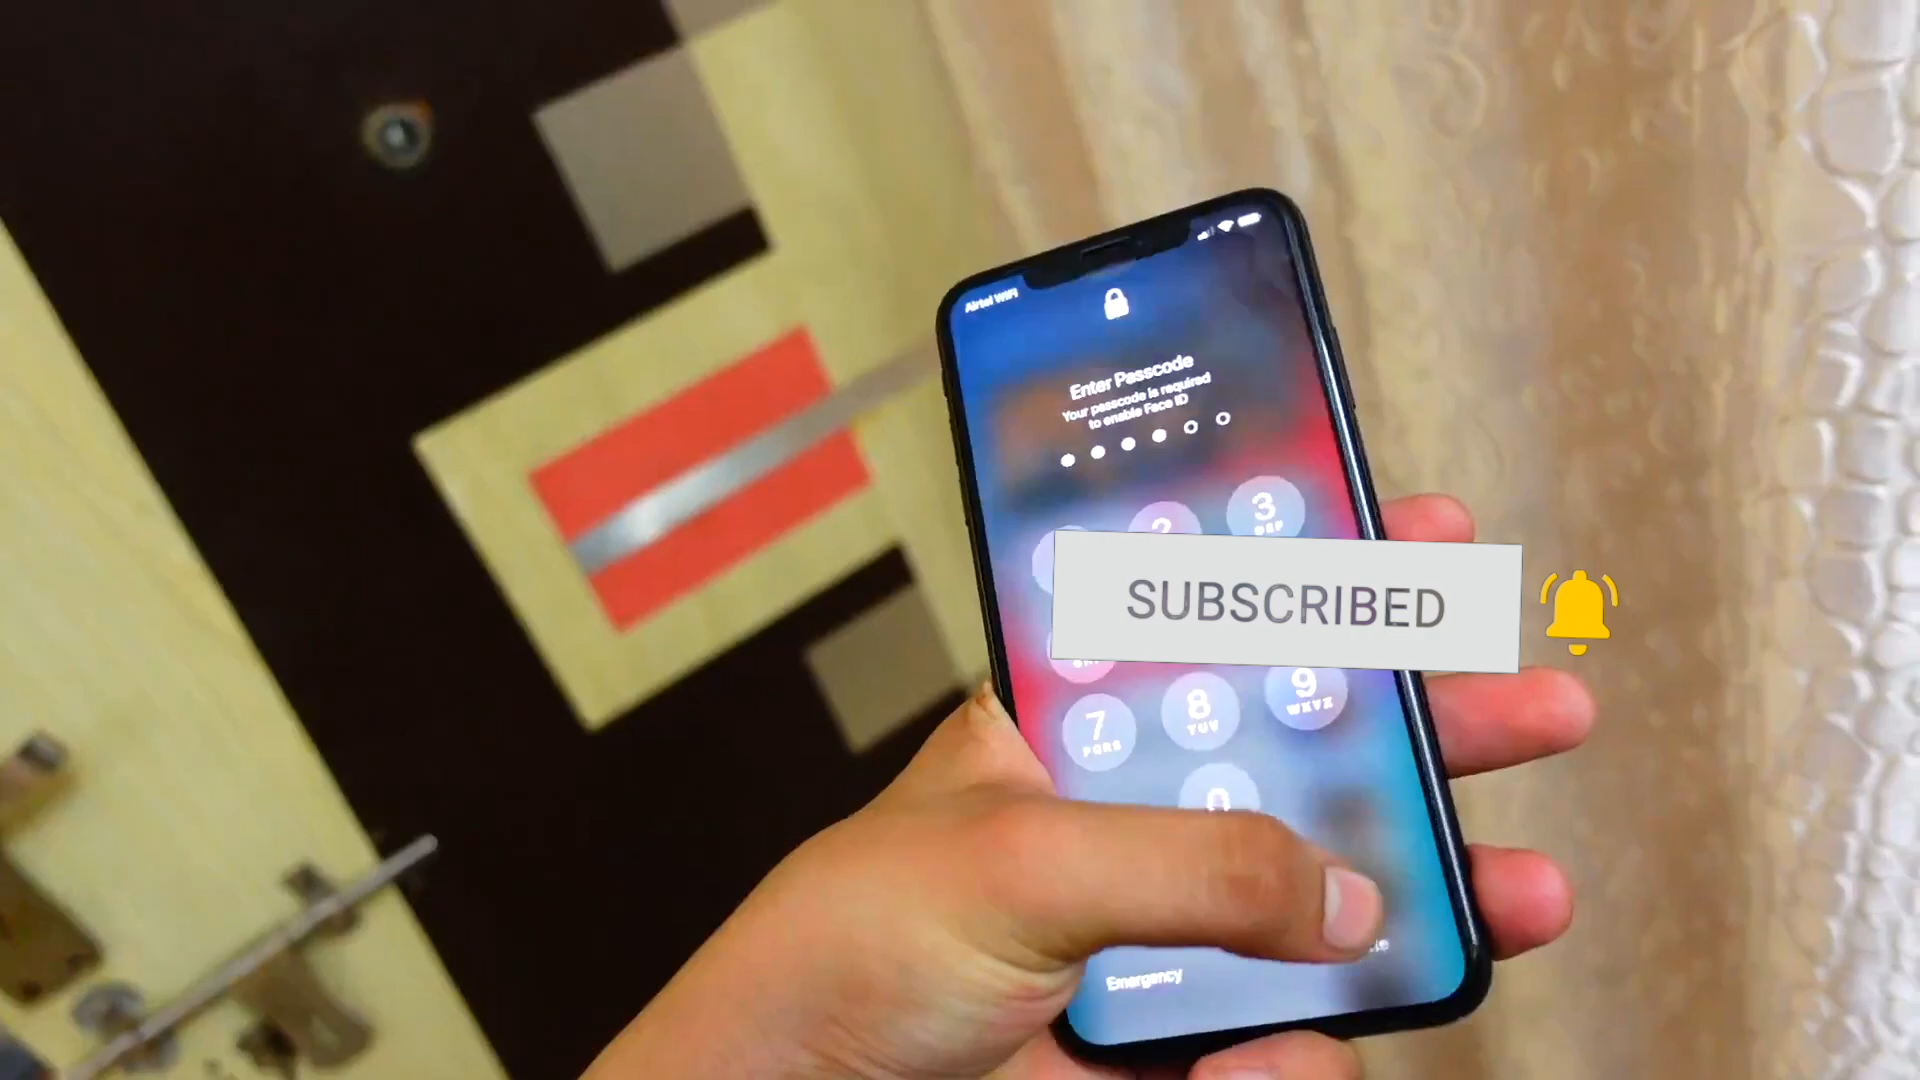 Airtel WiFi
Enter Passcode
Your passcode is required
to enable Face ID
3
DEF
SUBSCRIBED
7
PQRS
8
TUV
9
WXYZ
0
Emergency